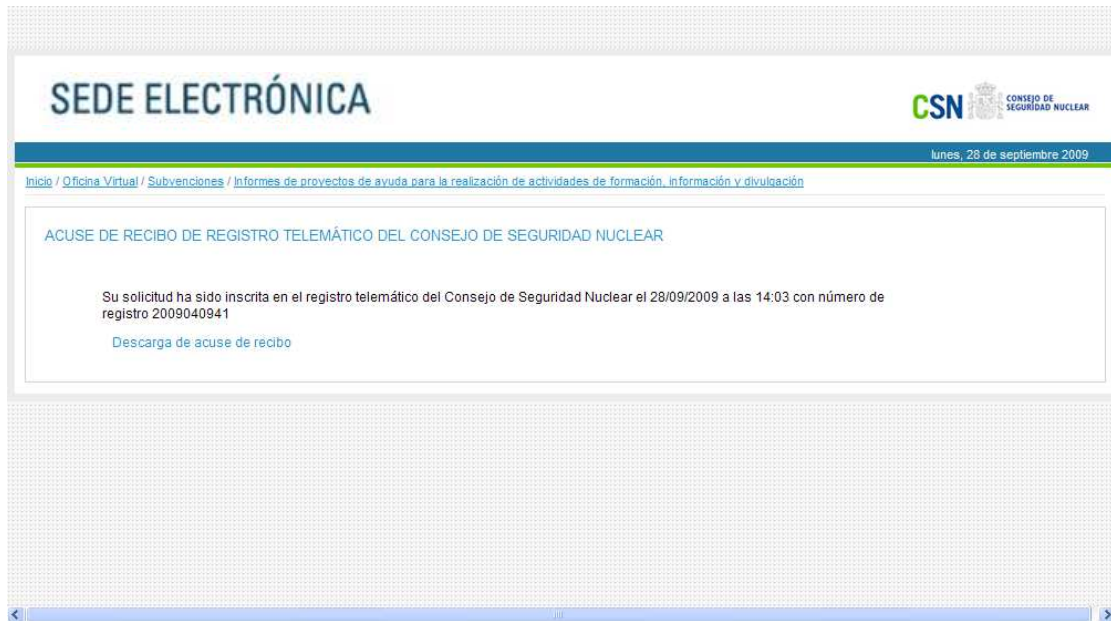 SEDE ELECTRÓNICA
CSN
CONSEJO DE
SEGURIDAD NUCLEAR
lunes, 28 de septiembre 2009
Inicio / Oficina Virtual / Subvenciones / Informes de proyectos de ayuda para la realización de actividades de formación, información y divulgación
ACUSE DE RECIBO DE REGISTRO TELEMÁTICO DEL CONSEJO DE SEGURIDAD NUCLEAR
Su solicitud ha sido inscrita en el registro telemático del Consejo de Seguridad Nuclear el 28/09/2009 a las 14:03 con número de
registro 2009040941
Descarga de acuse de recibo